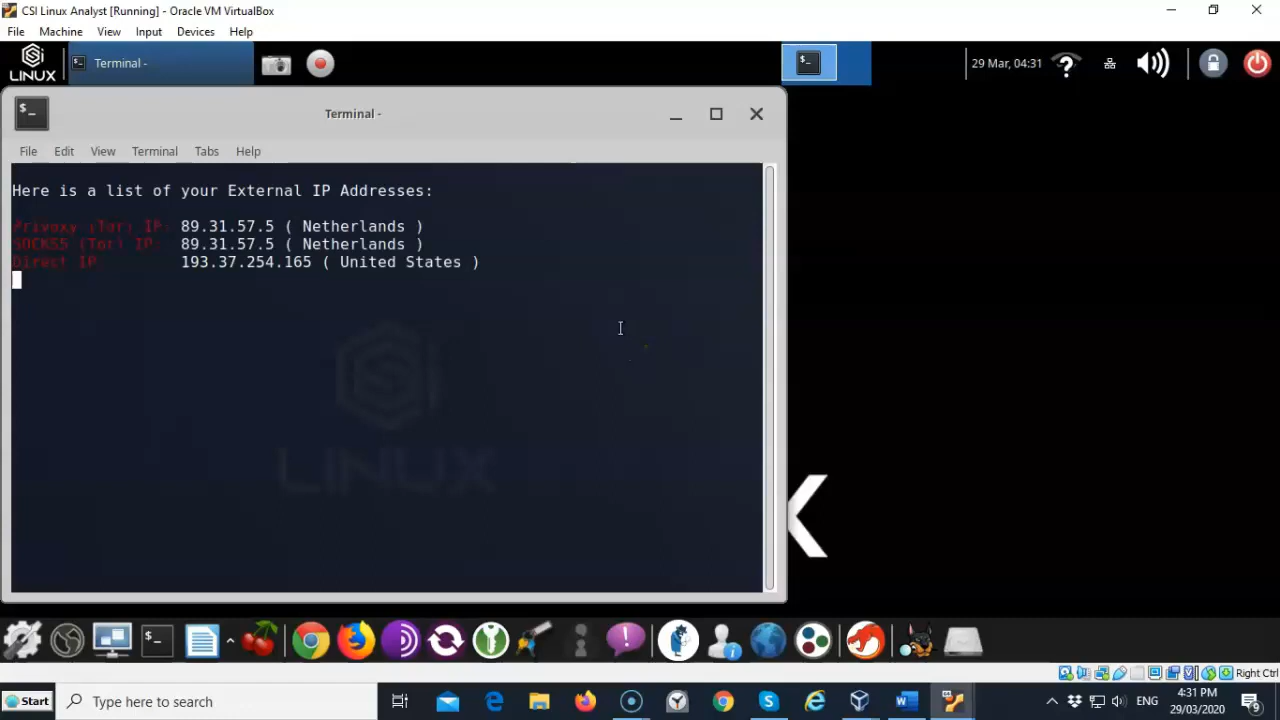 CSI Linux Analyst [Running] - Oracle VM VirtualBox
File Machine View Input Devices Help
LINUX
Terminal -
29 Mar, 04:31
Terminal -
File Edit View Terminal Tabs Help
Here is a list of your External IP Addresses:
Privoxy (Tor) IP: 89.31.57.5 ( Netherlands )
SOCKS5 (Tor) IP: 89.31.57.5 ( Netherlands )
Direct IP 193.37.254.165 ( United States )
LINUX
K
Right Ctrl
Start
Type here to search
ENG
4:31 PM
29/03/2020
9